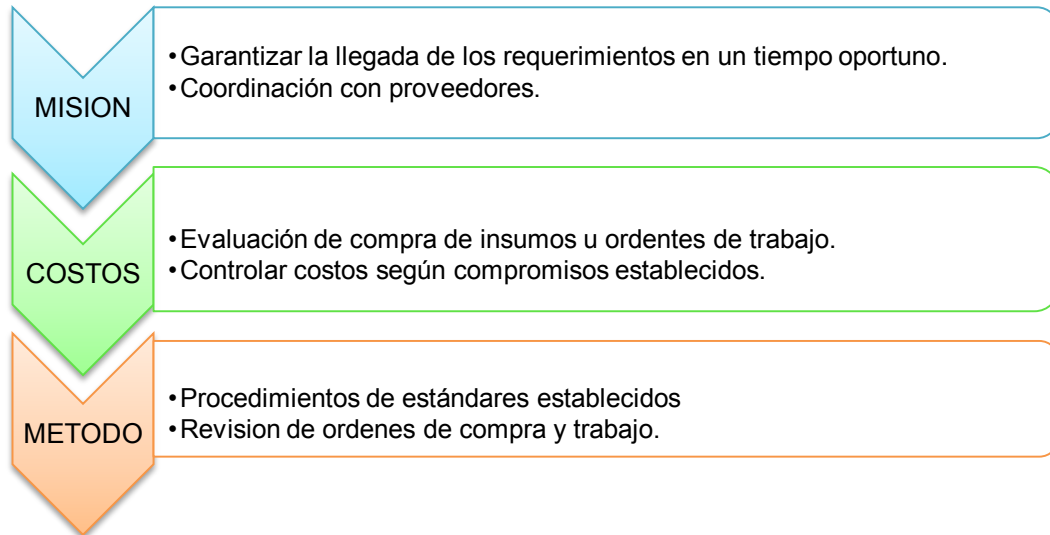 MISION
•Garantizar la llegada de los requerimientos en un tiempo oportuno.
•Coordinación con proveedores.
COSTOS
•Evaluación de compra de insumos u ordentes de trabajo.
•Controlar costos según compromisos establecidos.
METODO
•Procedimientos de estándares establecidos
•Revision de ordenes de compra y trabajo.